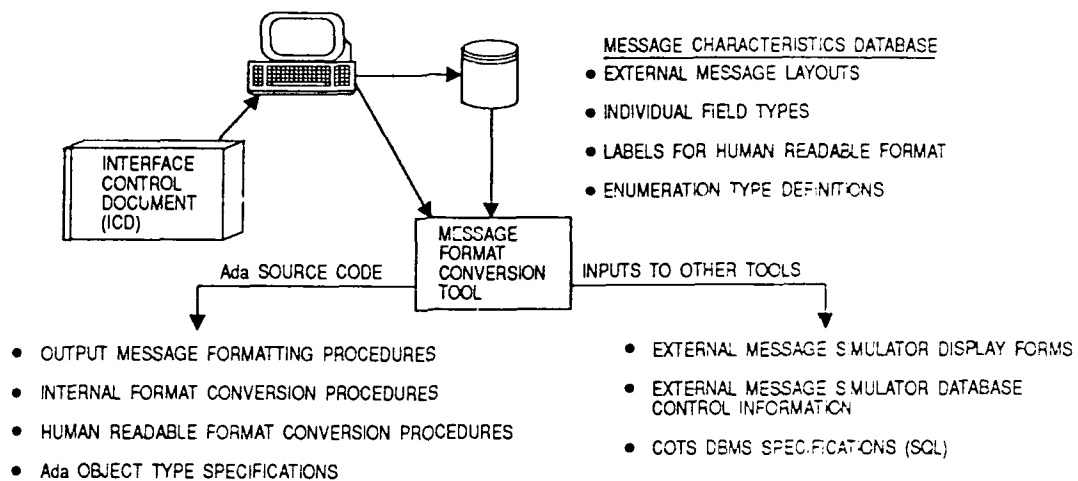 MESSAGE CHARACTERISTICS DATABASE
● EXTERNAL MESSAGE LAYOUTS
● INDIVIDUAL FIELD TYPES
● LABELS FOR HUMAN READABLE FORMAT
● ENUMERATION TYPE DEFINITIONS
INTERFACE
CONTROL
DOCUMENT
(ICD)
MESSAGE
FORMAT
CONVERSION
TOOL
Ada SOURCE CODE
INPUTS TO OTHER TOOLS
● OUTPUT MESSAGE FORMATTING PROCEDURES
● INTERNAL FORMAT CONVERSION PROCEDURES
● HUMAN READABLE FORMAT CONVERSION PROCEDURES
● Ada OBJECT TYPE SPECIFICATIONS
● EXTERNAL MESSAGE SIMULATOR DISPLAY FORMS
● EXTERNAL MESSAGE SIMULATOR DATABASE
CONTROL INFORMATION
● COTS DBMS SPECIFICATIONS (SQL)